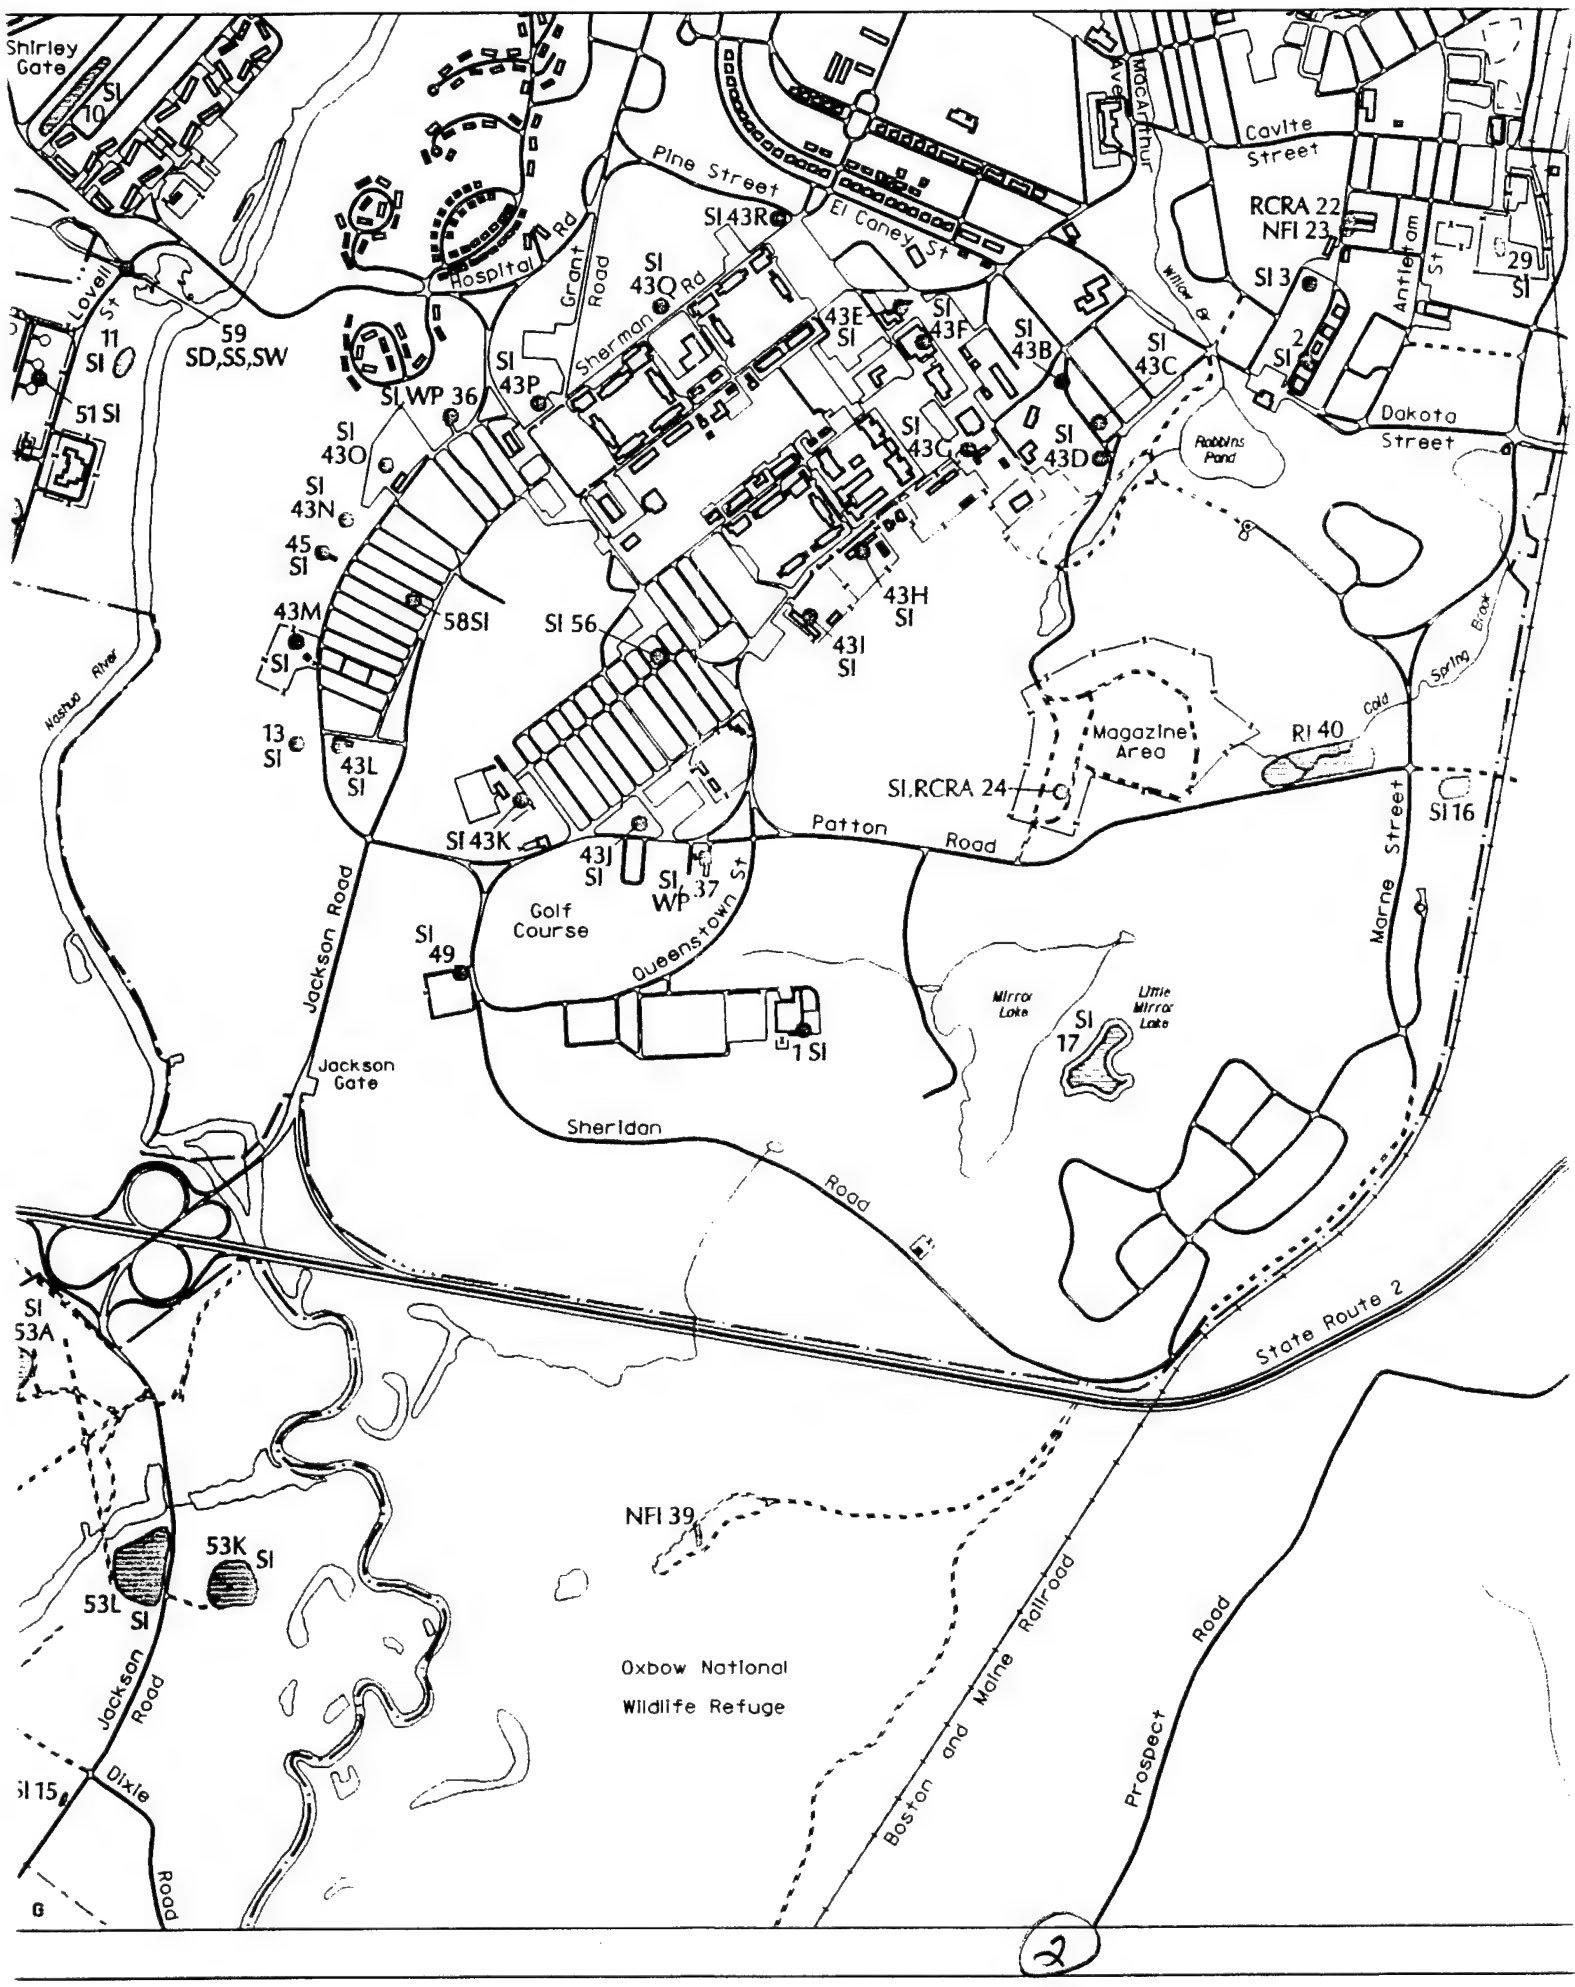 Shirley
Gate
SI
10
Pine Street
SI 43R
El Caney St
Ave
MacArthur
Cavite
Street
RCRA 22
NFI 23
Antietam
St
29
SI
SI 3
Hospital Rd
Grant
Road
SI
43Q
Sherman Rd
Willow Br
Lovell
St
11
SI
59
SD,SS,SW
51 SI
43E
SI
SI
43F
SI
43B
SI
43C
2
SI
SI
43P
SI,WP 36
SI
43O
SI
43N
45
SI
SI
43G
SI
43D
Robbins
Pond
Dakota
Street
43M
SI
58SI
SI 56
43H
SI
43I
SI
Nashua River
Cold Spring Brook
13
SI
43L
SI
Magazine
Area
RI 40
SI,RCRA 24
SI 16
SI 43K
43J
SI
SI,
WP 37
Patton Road
Marne Street
Golf
Course
Queenstown St
Jackson Road
SI
49
Mirror
Lake
Little
Mirror
Lake
SI
17
1 SI
Jackson
Gate
Sheridan Road
State Route 2
SI
53A
NFI 39
53K
SI
53L
SI
Jackson
Road
Oxbow National
Wildlife Refuge
Boston and Maine Railroad
Prospect Road
SI 15
Dixie Road
G
2